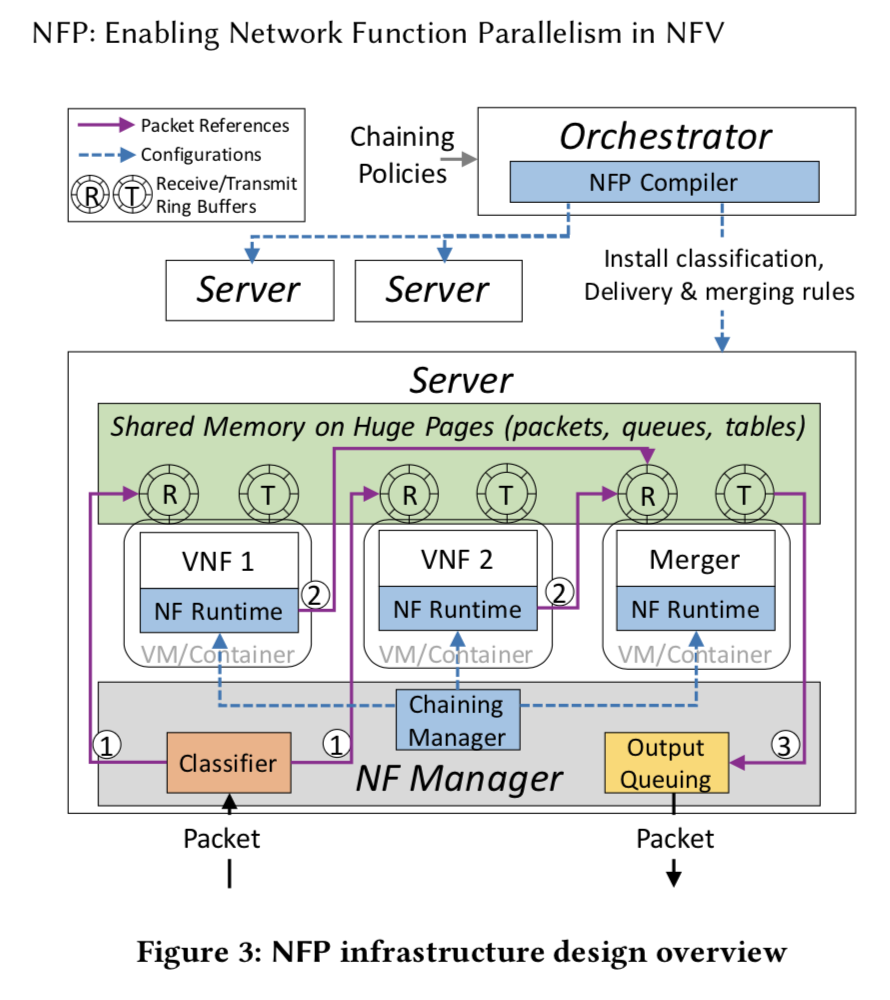 NFP: Enabling Network Function Parallelism in NFV
Packet References
Configurations
R T Receive/Transmit
Ring Buffers
Chaining
Policies
Orchestrator
NFP Compiler
Server
Server
Install classification,
Delivery & merging rules
Server
Shared Memory on Huge Pages (packets, queues, tables)
R T R T R T
VNF 1
NF Runtime
VM/Container
2
VNF 2
NF Runtime
VM/Container
2
Merger
NF Runtime
VM/Container
1
Classifier
1
Chaining
Manager
NF Manager
Output
Queuing
3
Packet
Packet
Figure 3: NFP infrastructure design overview